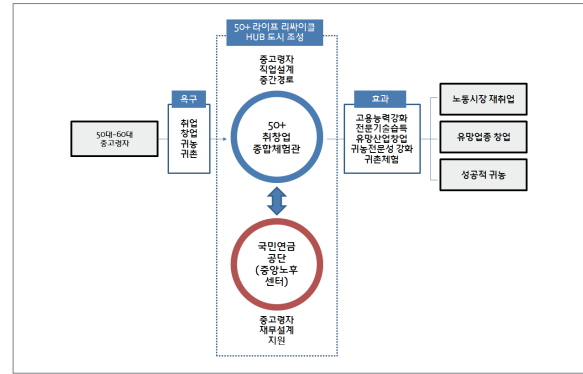 50+ 라이프 리싸이클
HUB 도시 조성
중고령자
직업설계
중간경로
50대-60대
중고령자
욕구
취업
창업
귀농
귀촌
50+
취창업
종합체험관
효과
고용능력강화
전문기술습득
유망산업창업
귀농전문성 강화
귀촌체험
노동시장 재취업
유망업종 창업
성공적 귀농
국민연금
공단
(중앙노후
센터)
중고령자
재무설계
지원